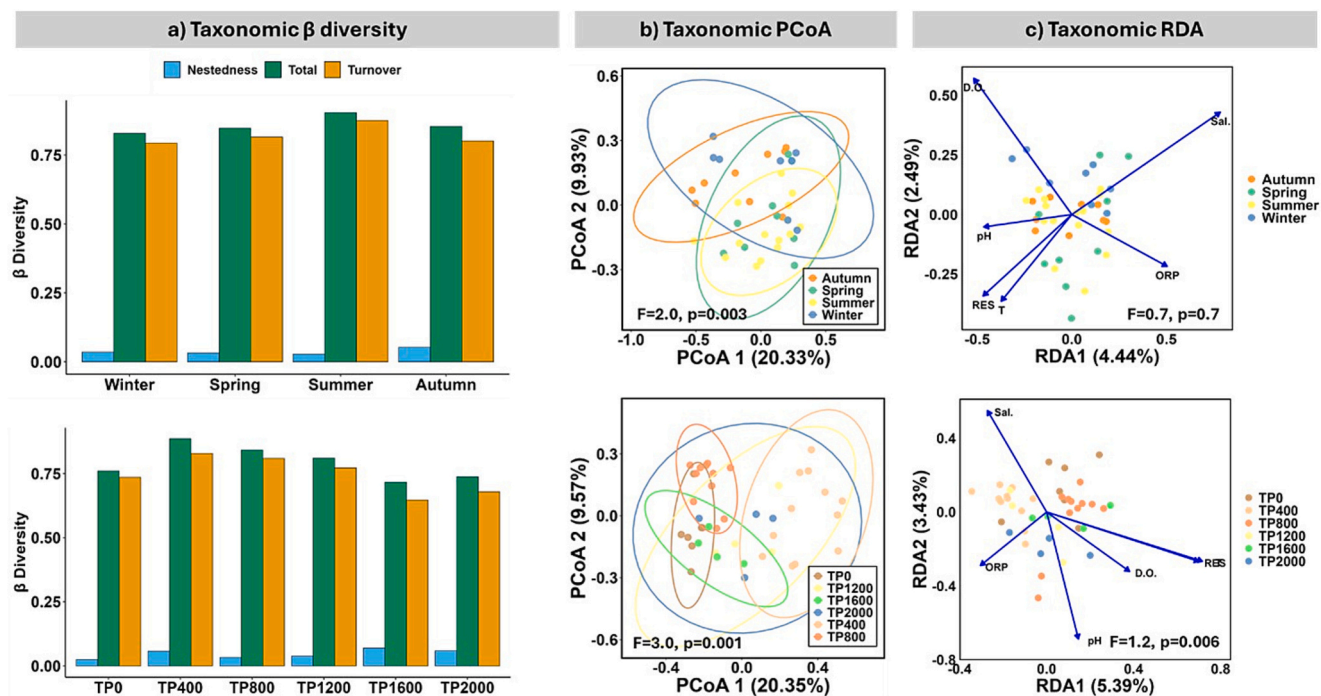 a) Taxonomic β diversity
b) Taxonomic PCoA
c) Taxonomic RDA
Nestedness Total Turnover
β Diversity
0.75
0.50
0.25
0.00
Winter Spring Summer Autumn
PCoA 2 (9.93%)
0.6
0.3
0.0
-0.3
Autumn
Spring
Summer
Winter
F=2.0, p=0.003
-1.0 -0.5 0.0 0.5
PCoA 1 (20.33%)
RDA2 (2.49%)
0.50
0.25
0.00
-0.25
D.O.
Sal.
pH
RES
T
ORP
F=0.7, p=0.7
-0.5 0.0 0.5
RDA1 (4.44%)
Autumn
Spring
Summer
Winter
β Diversity
0.75
0.50
0.25
0.00
TP0 TP400 TP800 TP1200 TP1600 TP2000
PCoA 2 (9.57%)
0.3
0.0
-0.3
-0.6
TP0
TP1200
TP1600
TP2000
TP400
TP800
F=3.0, p=0.001
-0.4 0.0 0.4
PCoA 1 (20.35%)
RDA2 (3.43%)
0.4
0.0
-0.4
-0.8
Sal.
ORP
D.O.
RES
pH
F=1.2, p=0.006
-0.4 0.0 0.4 0.8
RDA1 (5.39%)
TP0
TP400
TP800
TP1200
TP1600
TP2000